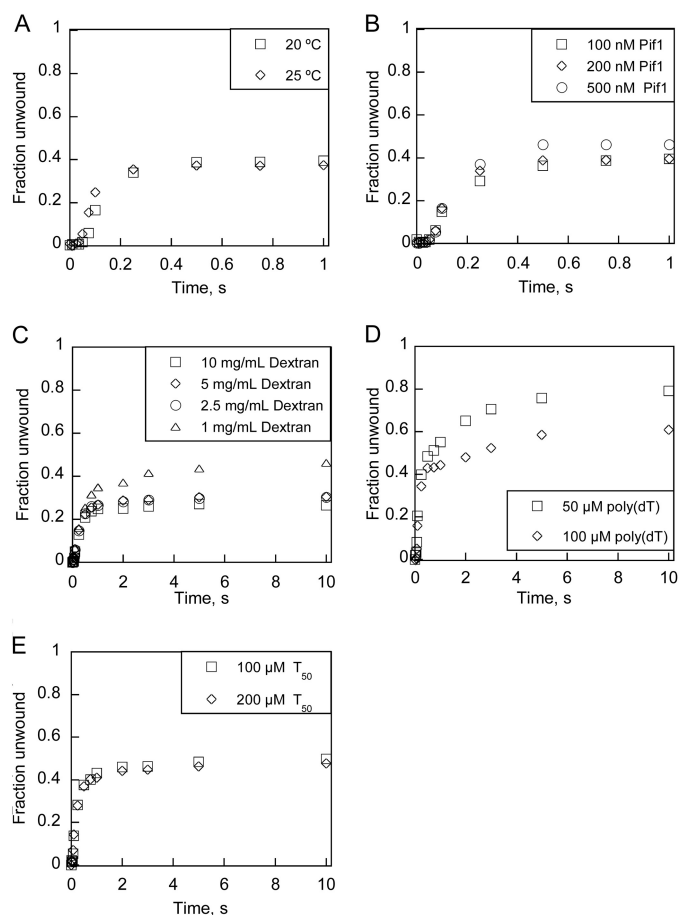 A
1
0.8
0.6
0.4
0.2
0
Fraction unwound
20 ºC
25 ºC
0 0.2 0.4 0.6 0.8 1
Time, s
B
1
0.8
0.6
0.4
0.2
0
Fraction unwound
100 nM Pif1
200 nM Pif1
500 nM Pif1
0 0.2 0.4 0.6 0.8 1
Time, s
C
1
0.8
0.6
0.4
0.2
0
Fraction unwound
10 mg/mL Dextran
5 mg/mL Dextran
2.5 mg/mL Dextran
1 mg/mL Dextran
0 2 4 6 8 10
Time, s
D
1
0.8
0.6
0.4
0.2
0
Fraction unwound
50 µM poly(dT)
100 µM poly(dT)
0 2 4 6 8 10
Time, s
E
1
0.8
0.6
0.4
0.2
0
Fraction unwound
100 µM T50
200 µM T50
0 2 4 6 8 10
Time, s